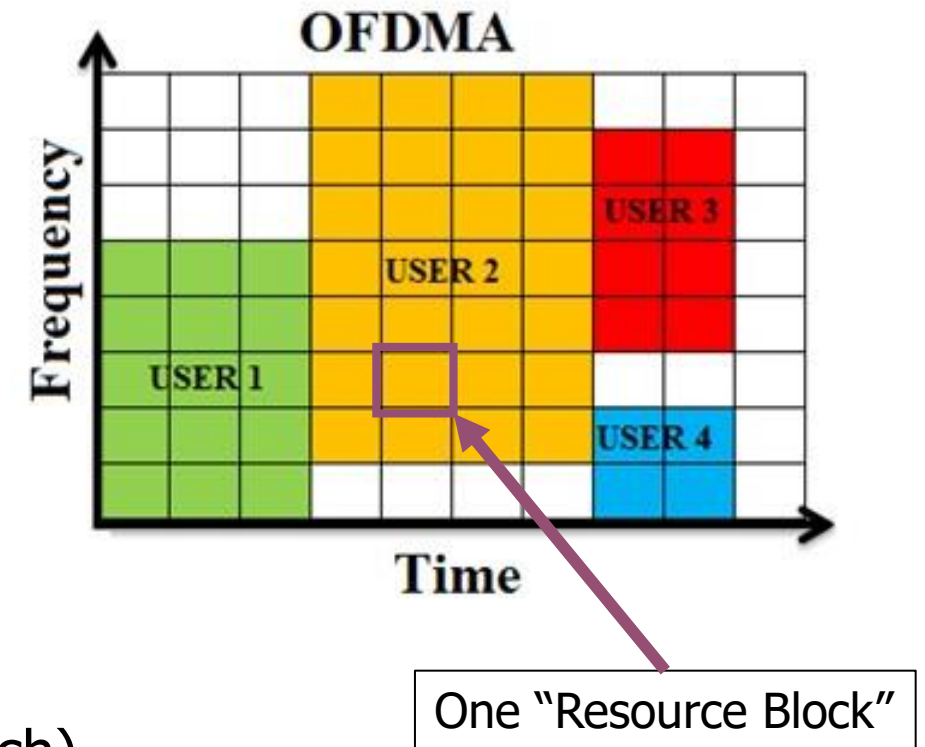 OFDMA
Frequency
USER 3
USER 2
USER 1
USER 4
Time
One “Resource Block”